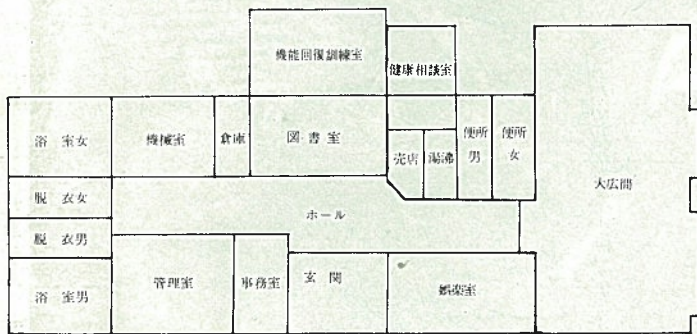 機能回復訓練室
健康相談室
浴室女
機械室
倉庫
図書室
売店
湯沸
便所
男
便所
女
大広間
脱衣女
ホール
脱衣男
浴室男
管理室
事務室
玄関
娯楽室